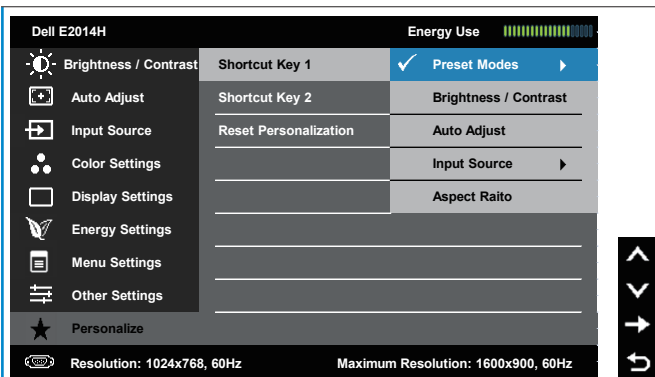 Dell E2014H Energy Use
Brightness / Contrast Shortcut Key 1 Preset Modes
Auto Adjust Shortcut Key 2 Brightness / Contrast
Input Source Reset Personalization Auto Adjust
Color Settings Input Source
Display Settings Aspect Raito
Energy Settings
Menu Settings
Other Settings
Personalize
Resolution: 1024x768, 60Hz Maximum Resolution: 1600x900, 60Hz